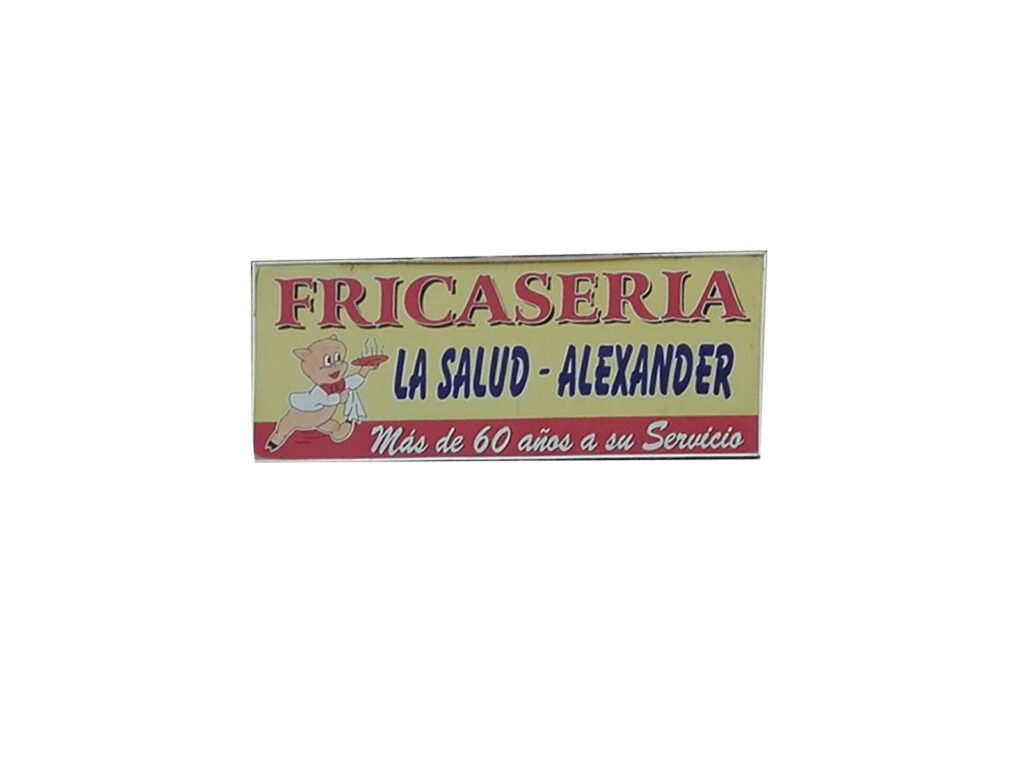 FRICASERIA
LA SALUD - ALEXANDER
Más de 60 años a su Servicio